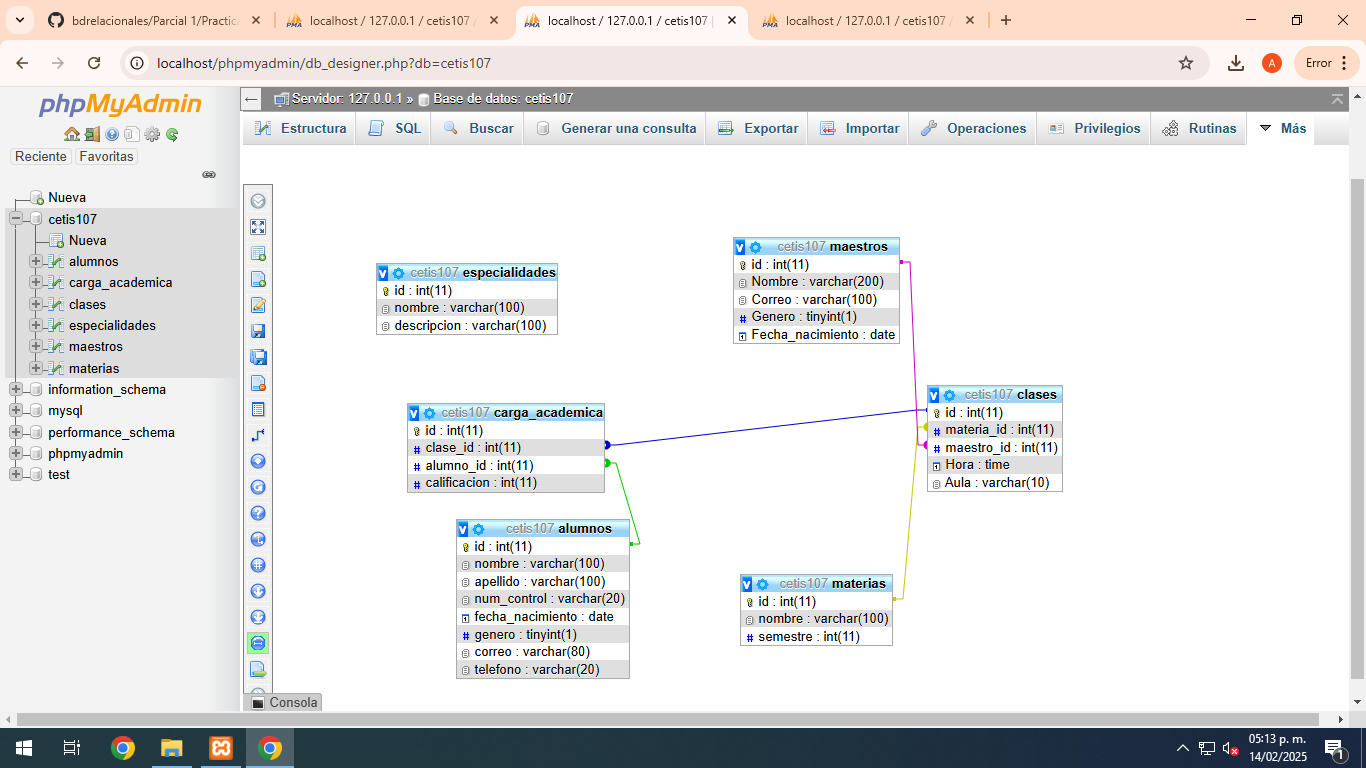 bdrelacionales/Parcial 1/Practica
localhost / 127.0.0.1 / cetis107 /
localhost / 127.0.0.1 / cetis107 |
localhost / 127.0.0.1 / cetis107 /
localhost/phpmyadmin/db_designer.php?db=cetis107
A
Error
phpMyAdmin
Reciente
Favoritas
Nueva
cetis107
Nueva
alumnos
carga_academica
clases
especialidades
maestros
materias
information_schema
mysql
performance_schema
phpmyadmin
test
Servidor: 127.0.0.1 » Base de datos: cetis107
Estructura
SQL
Buscar
Generar una consulta
Exportar
Importar
Operaciones
Privilegios
Rutinas
Más
cetis107 especialidades
id : int(11)
nombre : varchar(100)
descripcion : varchar(100)
cetis107 maestros
id : int(11)
Nombre : varchar(200)
Correo : varchar(100)
Genero : tinyint(1)
Fecha_nacimiento : date
cetis107 carga_academica
id : int(11)
clase_id : int(11)
alumno_id : int(11)
calificacion : int(11)
cetis107 clases
id : int(11)
materia_id : int(11)
maestro_id : int(11)
Hora : time
Aula : varchar(10)
cetis107 alumnos
id : int(11)
nombre : varchar(100)
apellido : varchar(100)
num_control : varchar(20)
fecha_nacimiento : date
genero : tinyint(1)
correo : varchar(80)
telefono : varchar(20)
cetis107 materias
id : int(11)
nombre : varchar(100)
semestre : int(11)
Consola
05:13 p. m.
14/02/2025
1